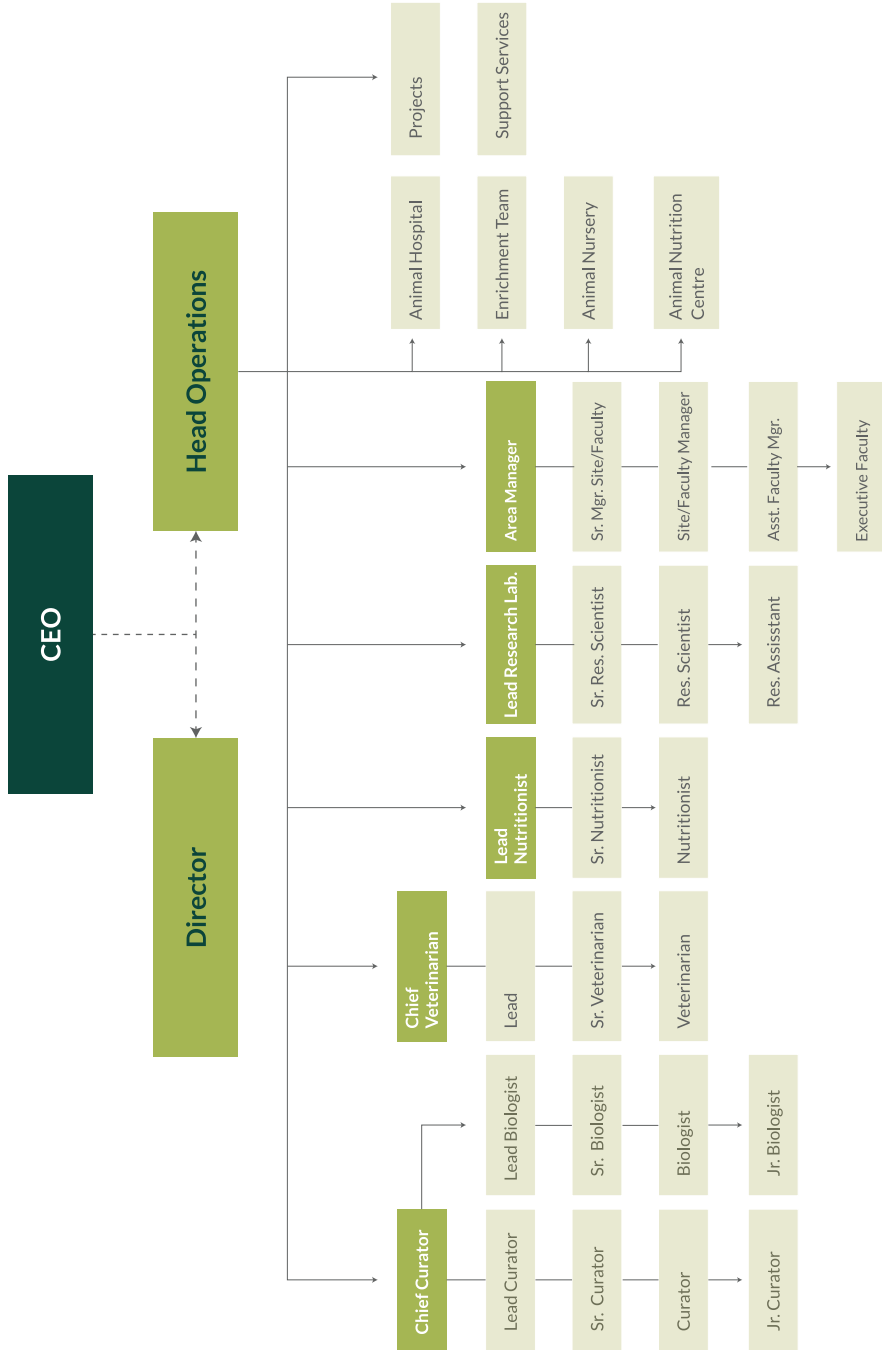 CEO
Director
Head Operations
Chief Curator
Lead Curator
Sr. Curator
Curator
Jr. Curator
Lead Biologist
Sr. Biologist
Biologist
Jr. Biologist
Chief
Veterinarian
Lead
Sr. Veterinarian
Veterinarian
Lead
Nutritionist
Sr. Nutritionist
Nutritionist
Lead Research Lab.
Sr. Res. Scientist
Res. Scientist
Res. Assisstant
Area Manager
Sr. Mgr. Site/Faculty
Site/Faculty Manager
Asst. Faculty Mgr.
Executive Faculty
Animal Hospital
Enrichment Team
Animal Nursery
Animal Nutrition
Centre
Projects
Support Services